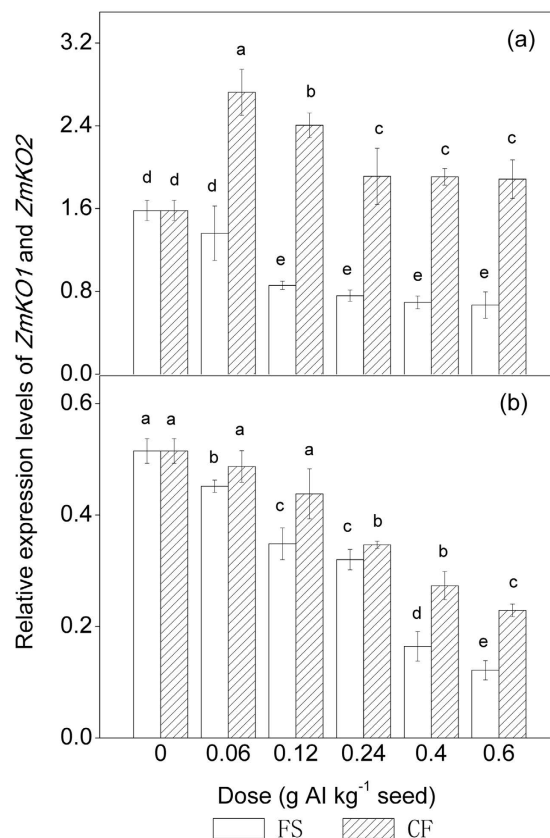 Relative expression levels of ZmKO1 and ZmKO2
(a)
3.2
2.4
1.6
0.8
0.0
d d d a e b e c e c e c
(b)
0.6
0.4
0.2
0.0
a a b a c a c b d b e c
0 0.06 0.12 0.24 0.4 0.6
Dose (g AI kg⁻¹ seed)
FS CF